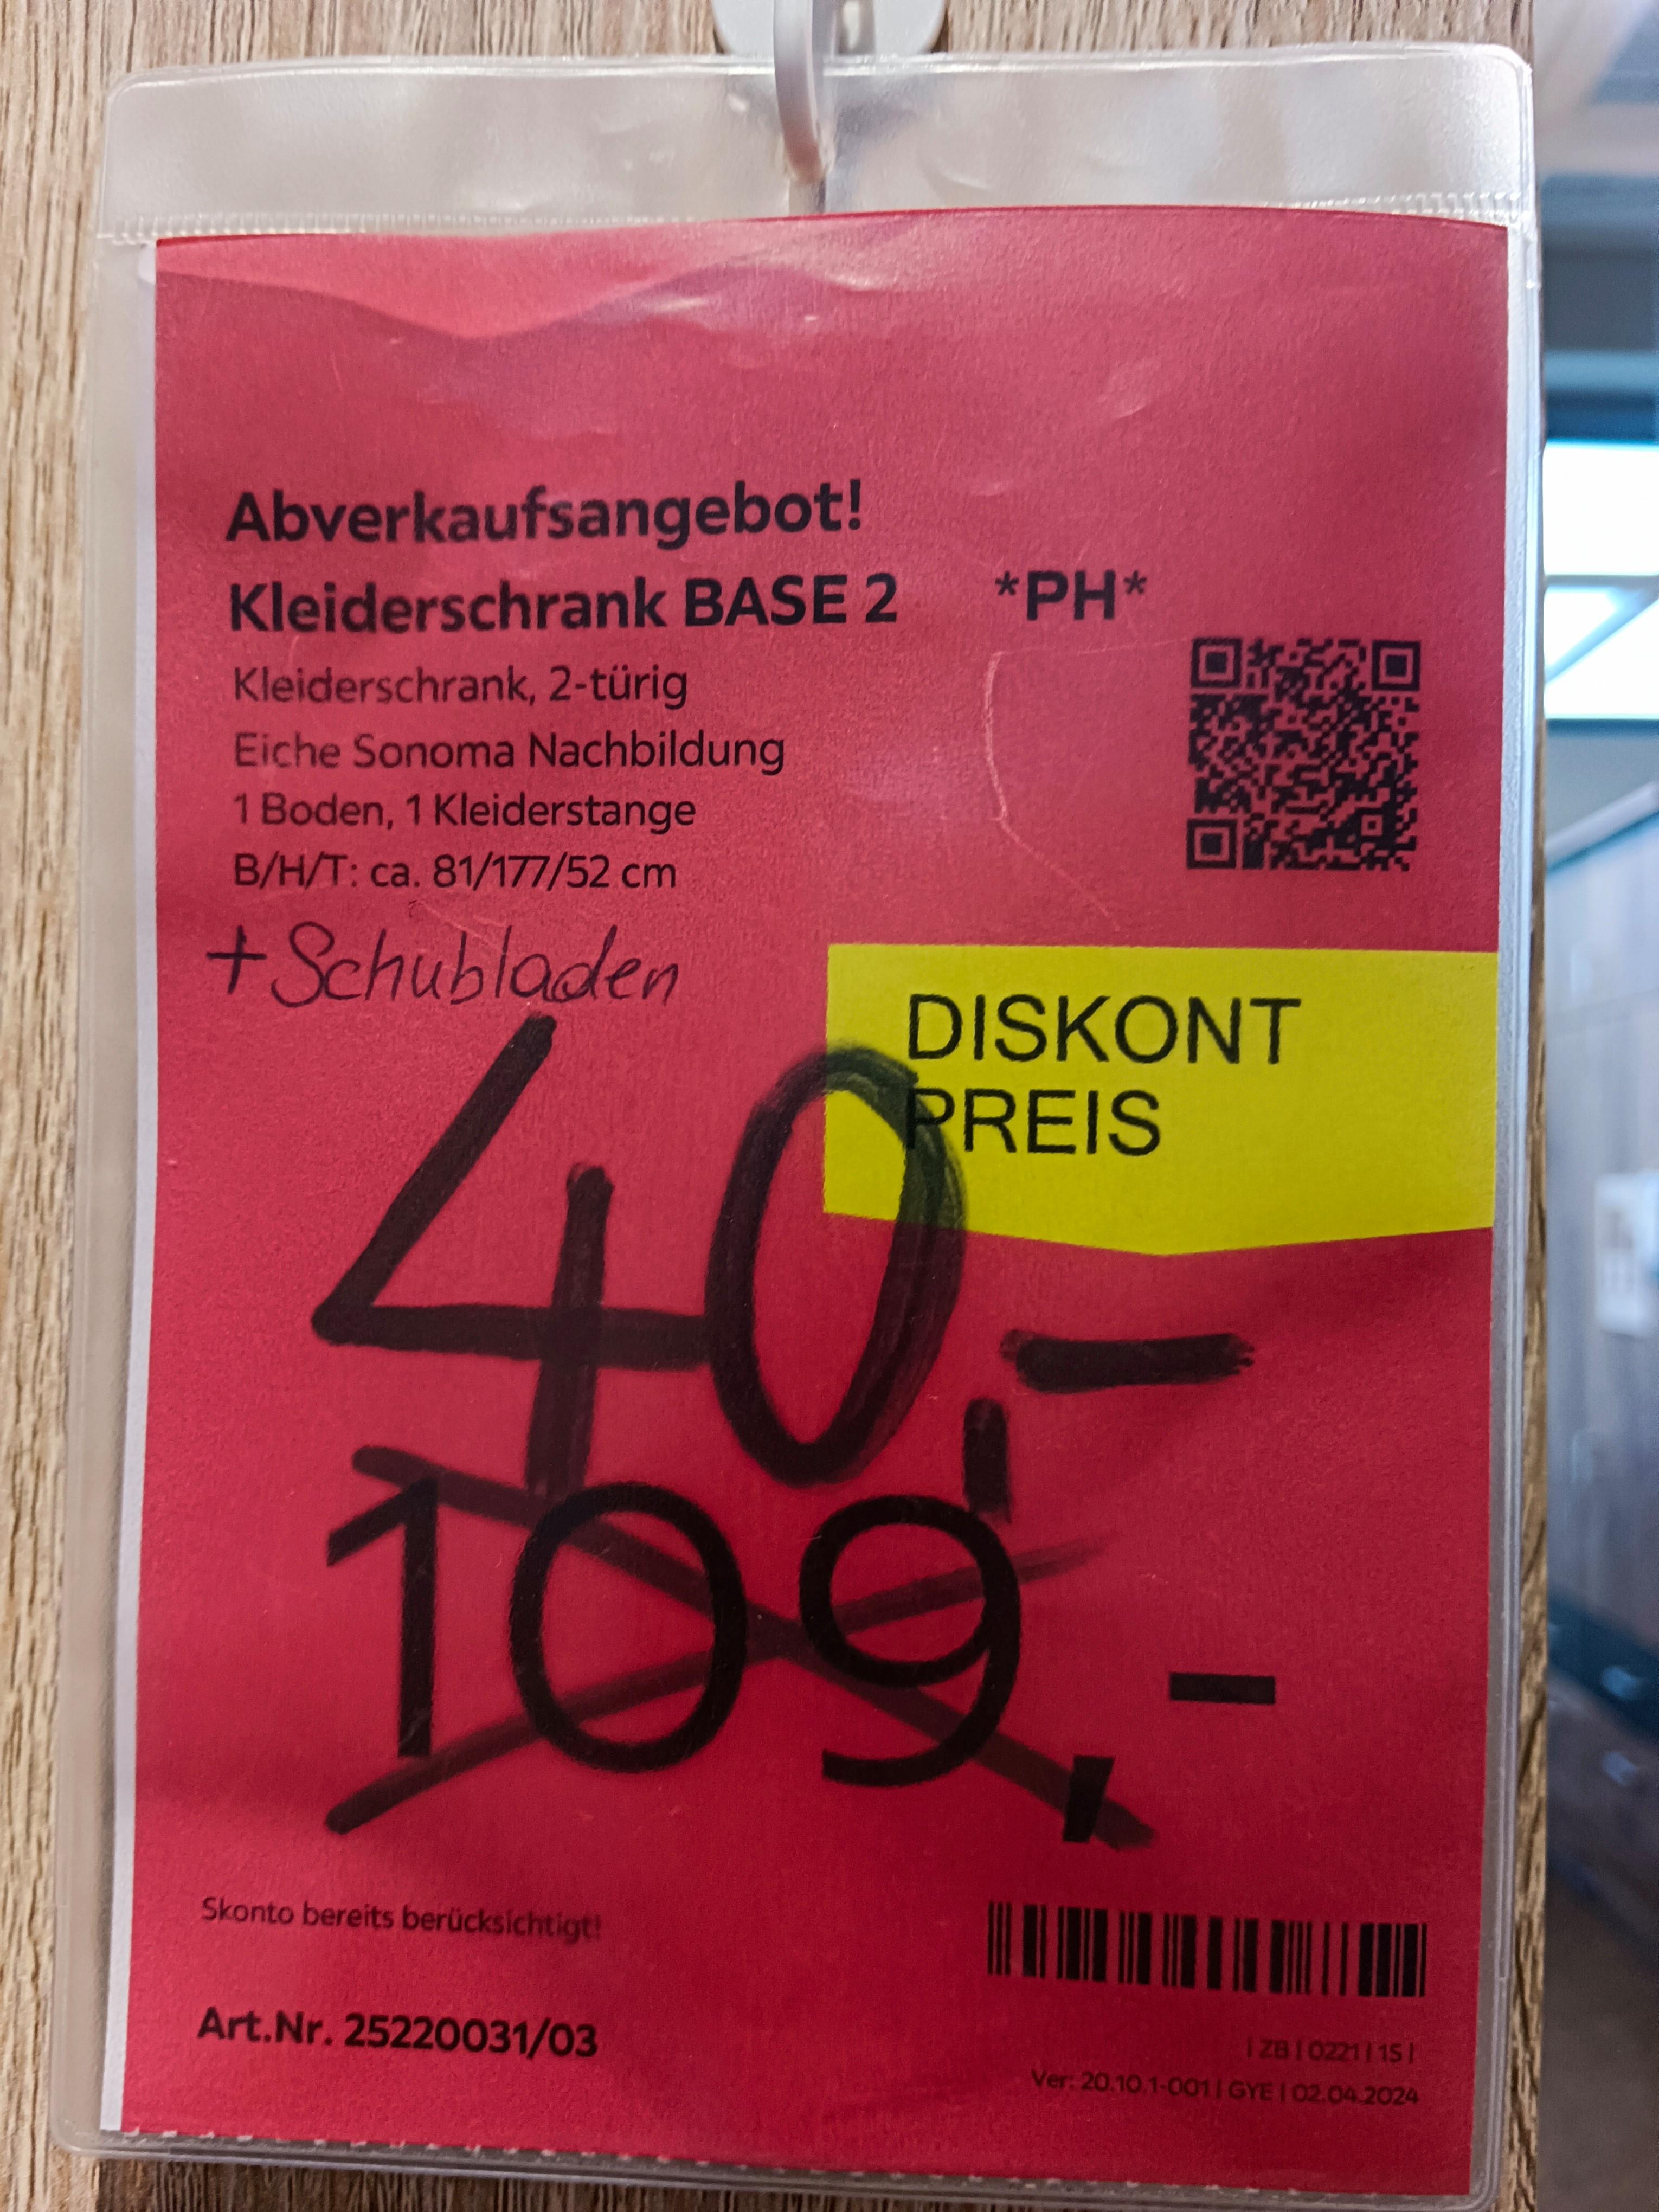 Abverkaufsangebot!
Kleiderschrank BASE 2 *PH*
Kleiderschrank, 2-türig
Eiche Sonoma Nachbildung
1 Boden, 1 Kleiderstange
B/H/T: ca. 81/177/52 cm
+ Schubladen
DISKONT
PREIS
40,-
109,-
Skonto bereits berücksichtigt!
Art.Nr. 25220031/03
| ZB | 0221 | 15 |
Ver: 20.10.1-001 | GYE | 02.04.2024